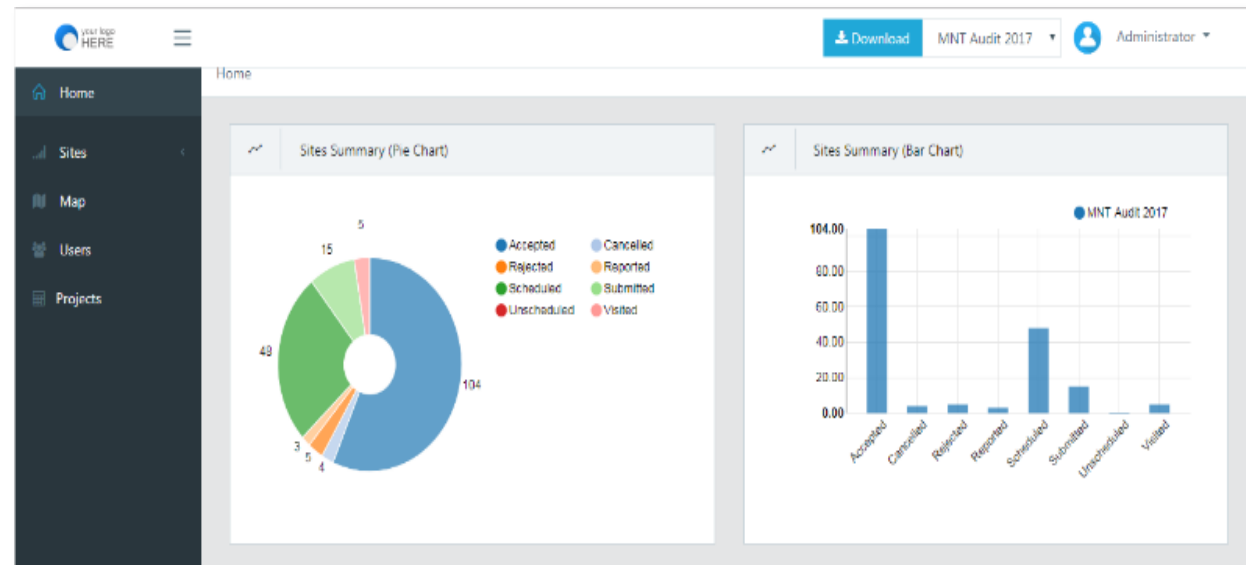 your logo
HERE
Download
MNT Audit 2017
Administrator
Home
Home
Sites
Map
Users
Projects
Sites Summary (Pie Chart)
5
15
48
104
3
5
4
Accepted
Cancelled
Rejected
Reported
Scheduled
Submitted
Unscheduled
Visited
Sites Summary (Bar Chart)
MNT Audit 2017
104.00
80.00
60.00
40.00
20.00
0.00
Accepted
Cancelled
Rejected
Reported
Scheduled
Submitted
Unscheduled
Visited